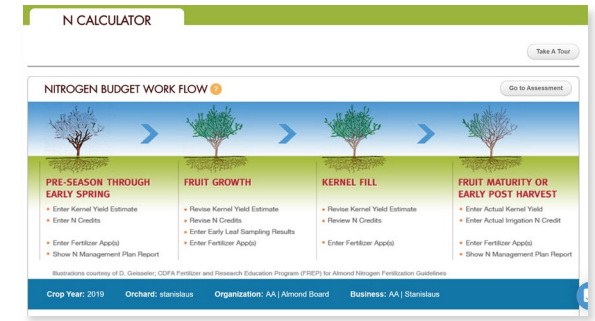 N CALCULATOR
Take A Tour
NITROGEN BUDGET WORK FLOW ?
Go to Assessment
PRE-SEASON THROUGH
EARLY SPRING
• Enter Kernel Yield Estimate
• Enter N Credits
• Enter Fertilizer App(s)
• Show N Management Plan Report
FRUIT GROWTH
• Revise Kernel Yield Estimate
• Revise N Credits
• Enter Early Leaf Sampling Results
• Enter Fertilizer App(s)
KERNEL FILL
• Revise Kernel Yield Estimate
• Review N Credits
• Enter Fertilizer App(s)
FRUIT MATURITY OR
EARLY POST HARVEST
• Enter Actual Kernel Yield
• Enter Actual Irrigation N Credit
• Enter Fertilizer App(s)
• Show N Management Plan Report
Illustrations courtesy of D. Geisseler, CDFA Fertilizer and Research Education Program (FREP) for Almond Nitrogen Fertilization Guidelines
Crop Year: 2019 Orchard: stanislaus Organization: AA | Almond Board Business: AA | Stanislaus